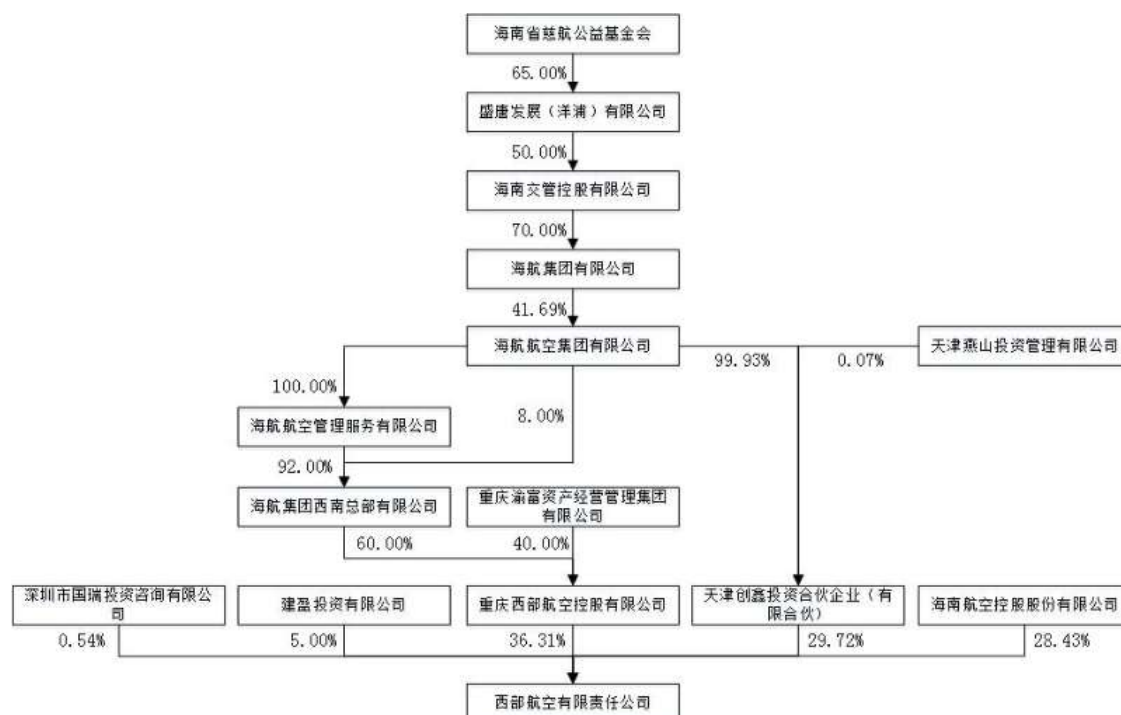 海南省慈航公益基金会
65.00%
盛唐发展（洋浦）有限公司
50.00%
海南交管控股有限公司
70.00%
海航集团有限公司
41.69%
海航航空集团有限公司
天津燕山投资管理有限公司
99.93%
0.07%
100.00%
8.00%
海航航空管理服务有限公司
92.00%
海航集团西南总部有限公司
重庆渝富资产经营管理集团
有限公司
60.00%
40.00%
深圳市国瑞投资咨询有限公
司
建盈投资有限公司
重庆西部航空控股有限公司
天津创鑫投资合伙企业（有
限合伙）
海南航空控股股份有限公司
0.54%
5.00%
36.31%
29.72%
28.43%
西部航空有限责任公司